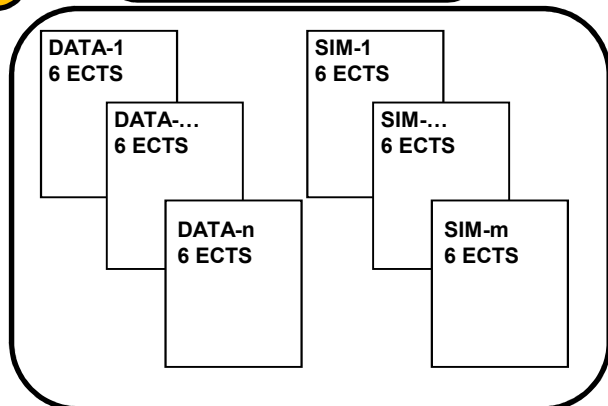 DATA-1
6 ECTS
DATA-...
6 ECTS
DATA-n
6 ECTS
SIM-1
6 ECTS
SIM-...
6 ECTS
SIM-m
6 ECTS